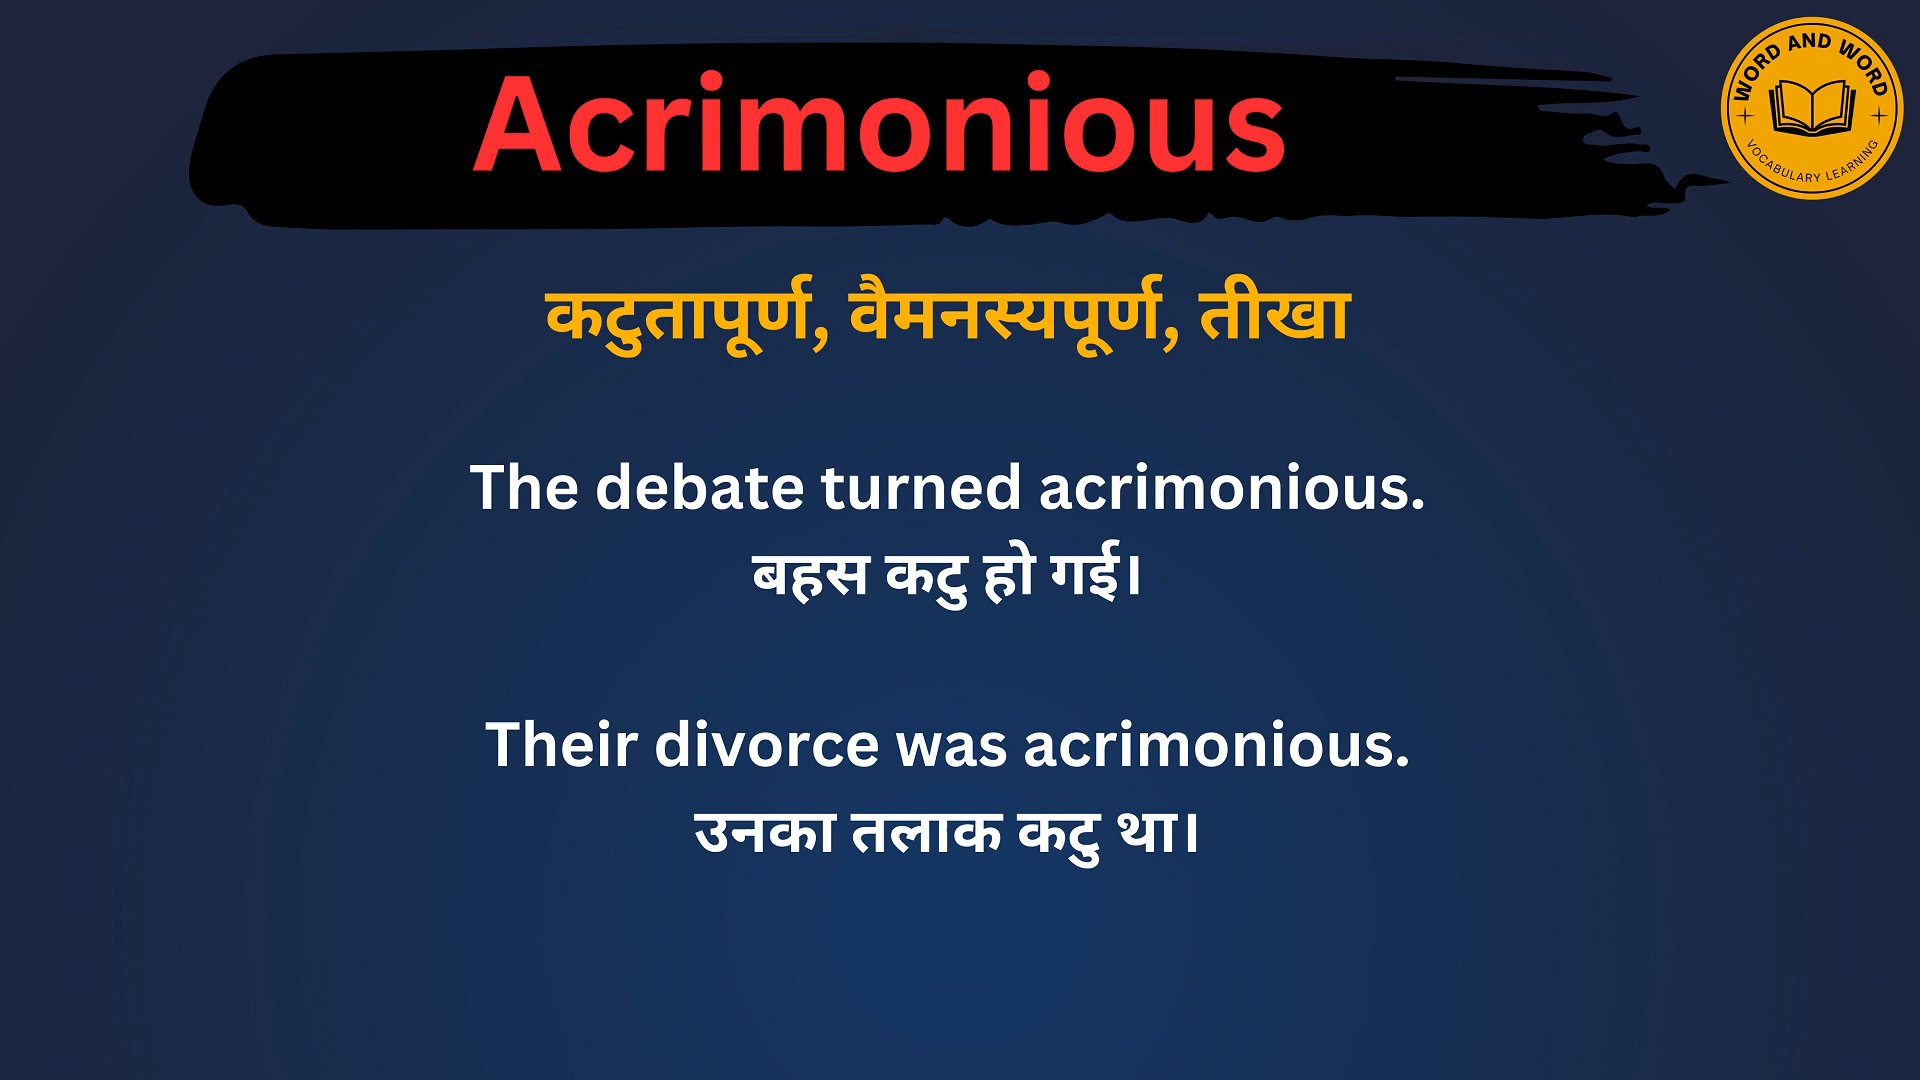 Acrimonious
WORD AND WORD
VOCABULARY LEARNING
कटुतापूर्ण, वैमनस्यपूर्ण, तीखा
The debate turned acrimonious.
बहस कटु हो गई।
Their divorce was acrimonious.
उनका तलाक कटु था।